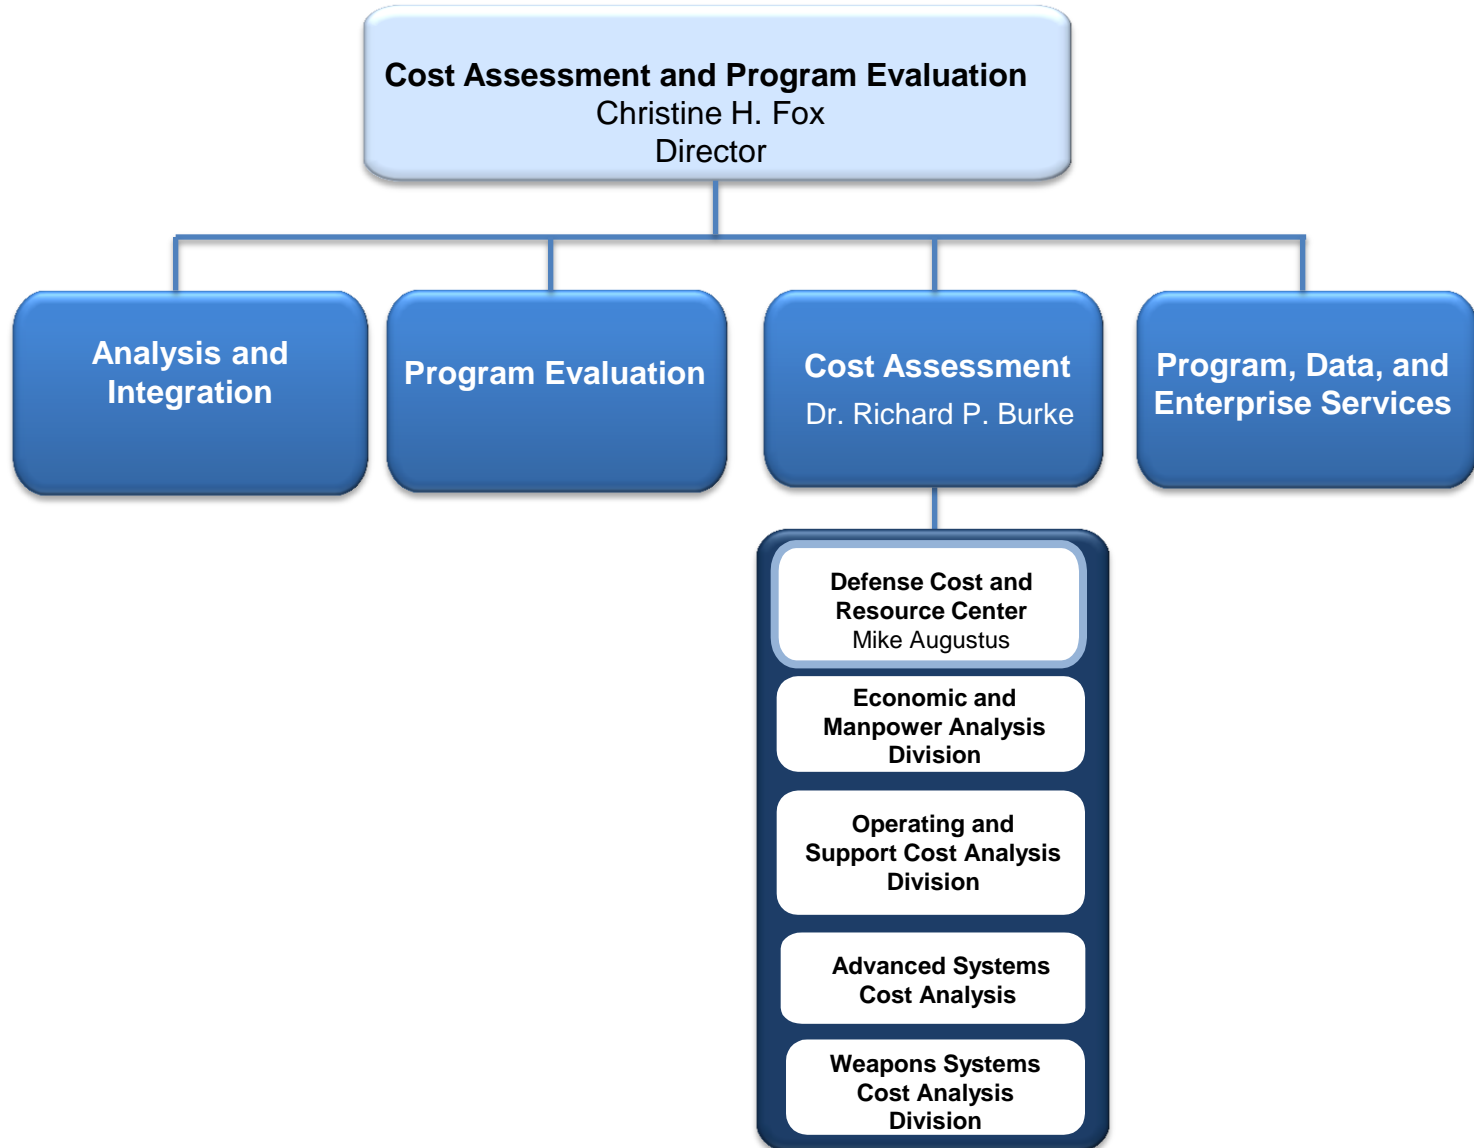 Cost Assessment and Program Evaluation
Christine H. Fox
Director
Analysis and
Integration
Program Evaluation
Cost Assessment
Dr. Richard P. Burke
Program, Data, and
Enterprise Services
Defense Cost and
Resource Center
Mike Augustus
Economic and
Manpower Analysis
Division
Operating and
Support Cost Analysis
Division
Advanced Systems
Cost Analysis
Weapons Systems
Cost Analysis
Division